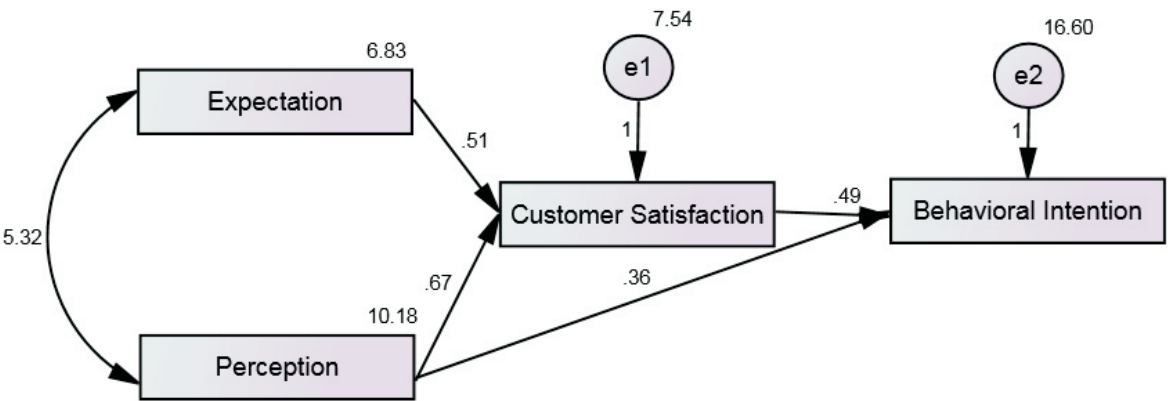 7.54
16.60
6.83
e1
e2
Expectation
1
1
.51
Customer Satisfaction
.49
Behavioral Intention
5.32
.67
.36
10.18
Perception